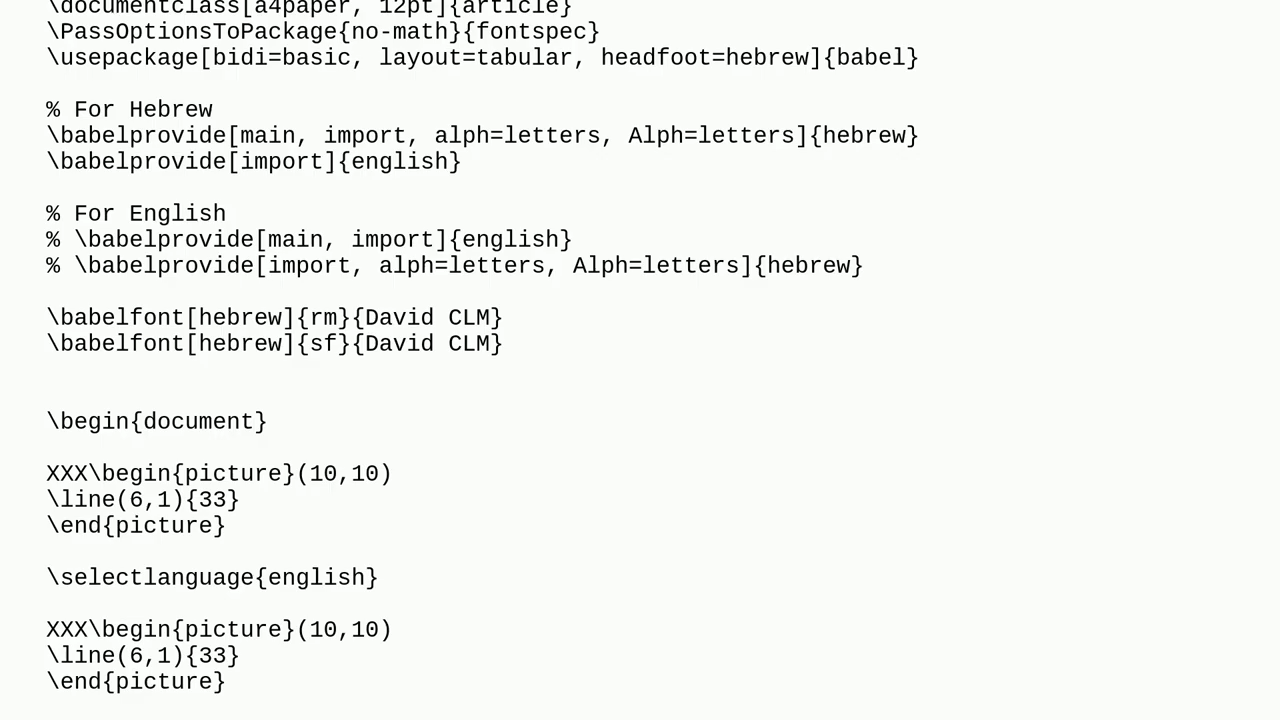 \documentclass[a4paper, 12pt]{article}
\PassOptionsToPackage{no-math}{fontspec}
\usepackage[bidi=basic, layout=tabular, headfoot=hebrew]{babel}
% For Hebrew
\babelprovide[main, import, alph=letters, Alph=letters]{hebrew}
\babelprovide[import]{english}
% For English
% \babelprovide[main, import]{english}
% \babelprovide[import, alph=letters, Alph=letters]{hebrew}
\babelfont[hebrew]{rm}{David CLM}
\babelfont[hebrew]{sf}{David CLM}
\begin{document}
XXX\begin{picture}(10,10)
\line(6,1){33}
\end{picture}
\selectlanguage{english}
XXX\begin{picture}(10,10)
\line(6,1){33}
\end{picture}